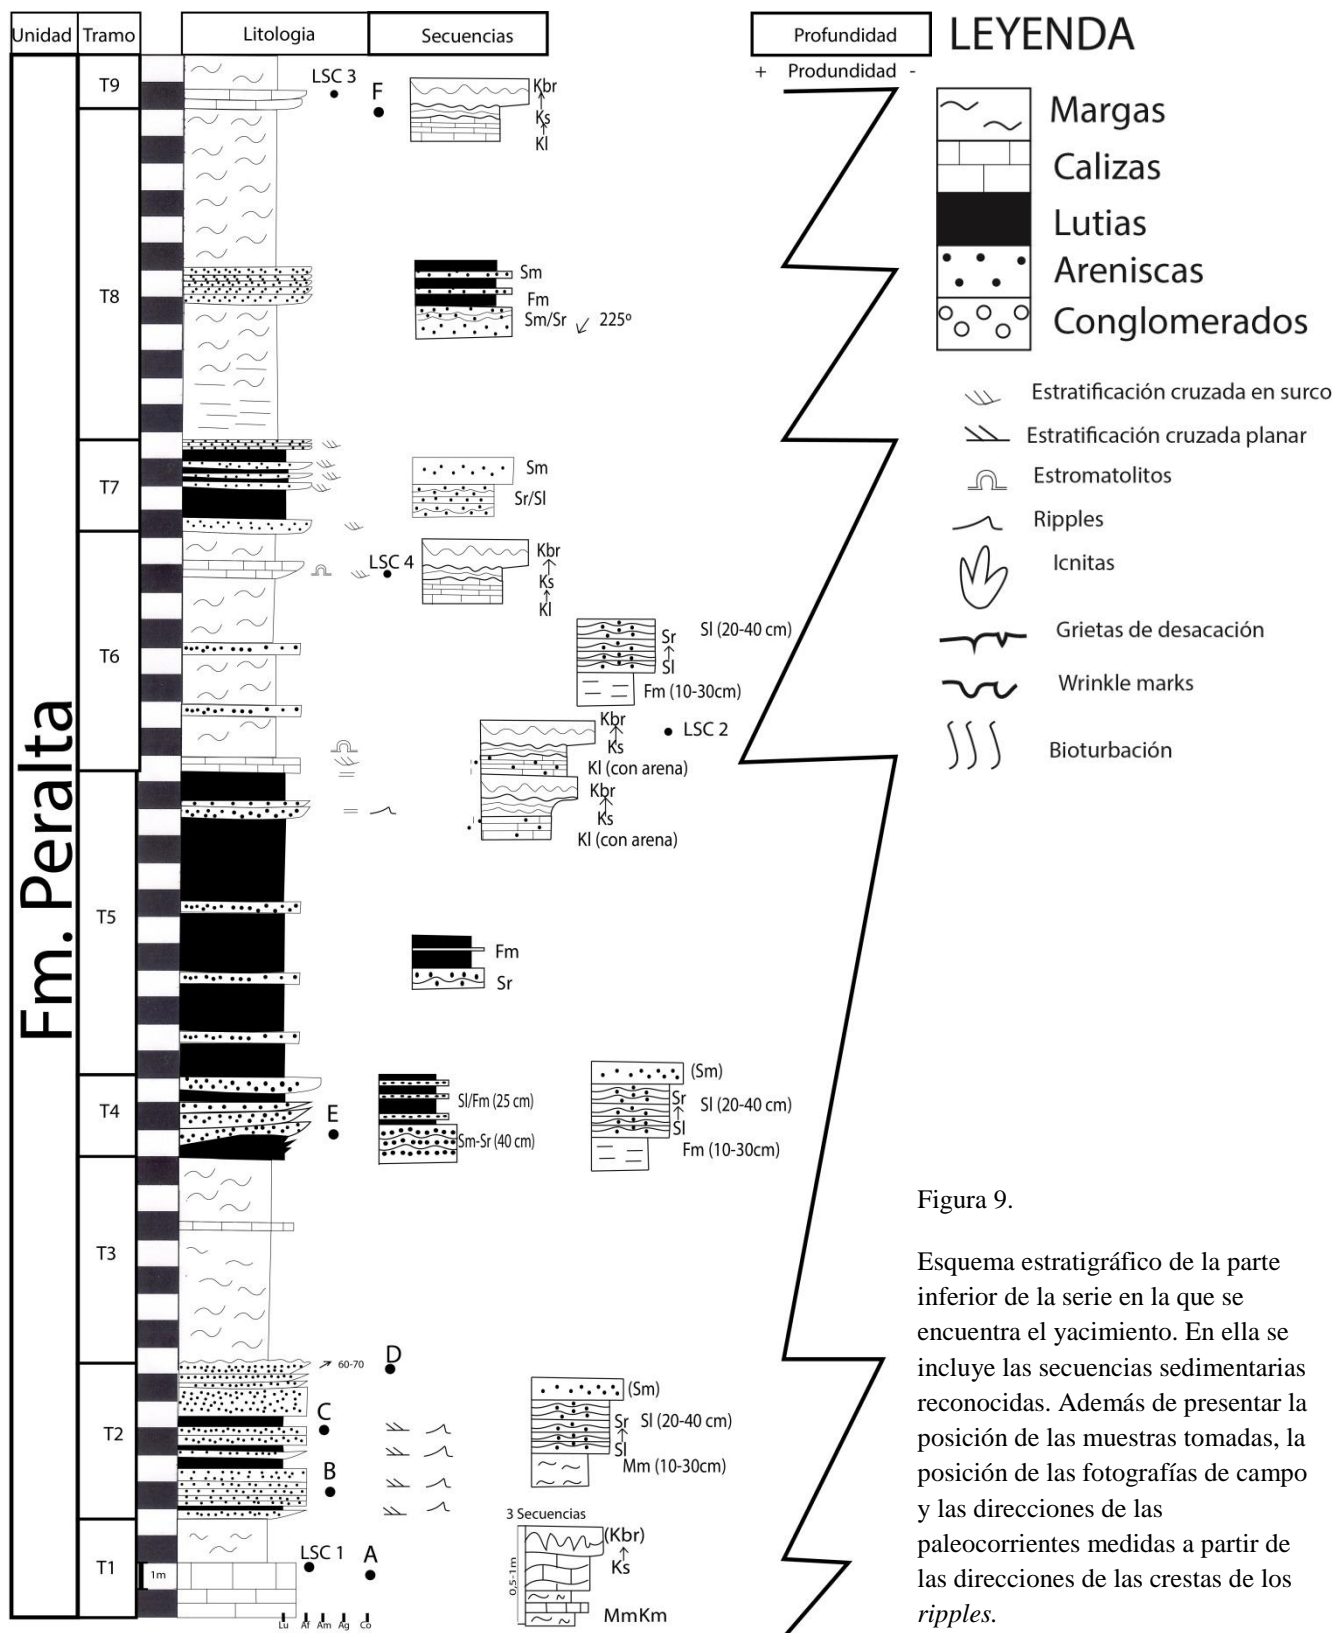 Unidad
Tramo
Litologia
Secuencias
Profundidad
+ Produndidad -
LEYENDA
Margas
Calizas
Lutias
Areniscas
Conglomerados
Estratificación cruzada en surco
Estratificación cruzada planar
Estromatolitos
Ripples
Icnitas
Grietas de desacación
Wrinkle marks
Bioturbación
Fm. Peralta
T9
LSC 3
F
Kbr
Ks
Kl
T8
Sm
Fm
Sm/Sr
225º
T7
Sm
Sr/Sl
T6
LSC 4
Kbr
Ks
Kl
Sr
Sl
Sl (20-40 cm)
Fm (10-30cm)
LSC 2
Kbr
Ks
Kl (con arena)
Kbr
Ks
Kl (con arena)
T5
Fm
Sr
T4
E
Sl/Fm (25 cm)
Sm-Sr (40 cm)
(Sm)
Sr
Sl
Sl (20-40 cm)
Fm (10-30cm)
T3
T2
60-70
D
C
B
(Sm)
Sr
Sl
Sl (20-40 cm)
Mm (10-30cm)
T1
1m
LSC 1
A
3 Secuencias
0,5-1m
(Kbr)
Ks
MmKm
Lu Af Am Ag Co
Figura 9.
Esquema estratigráfico de la parte
inferior de la serie en la que se
encuentra el yacimiento. En ella se
incluye las secuencias sedimentarias
reconocidas. Además de presentar la
posición de las muestras tomadas, la
posición de las fotografías de campo
y las direcciones de las
paleocorrientes medidas a partir de
las direcciones de las crestas de los
ripples.